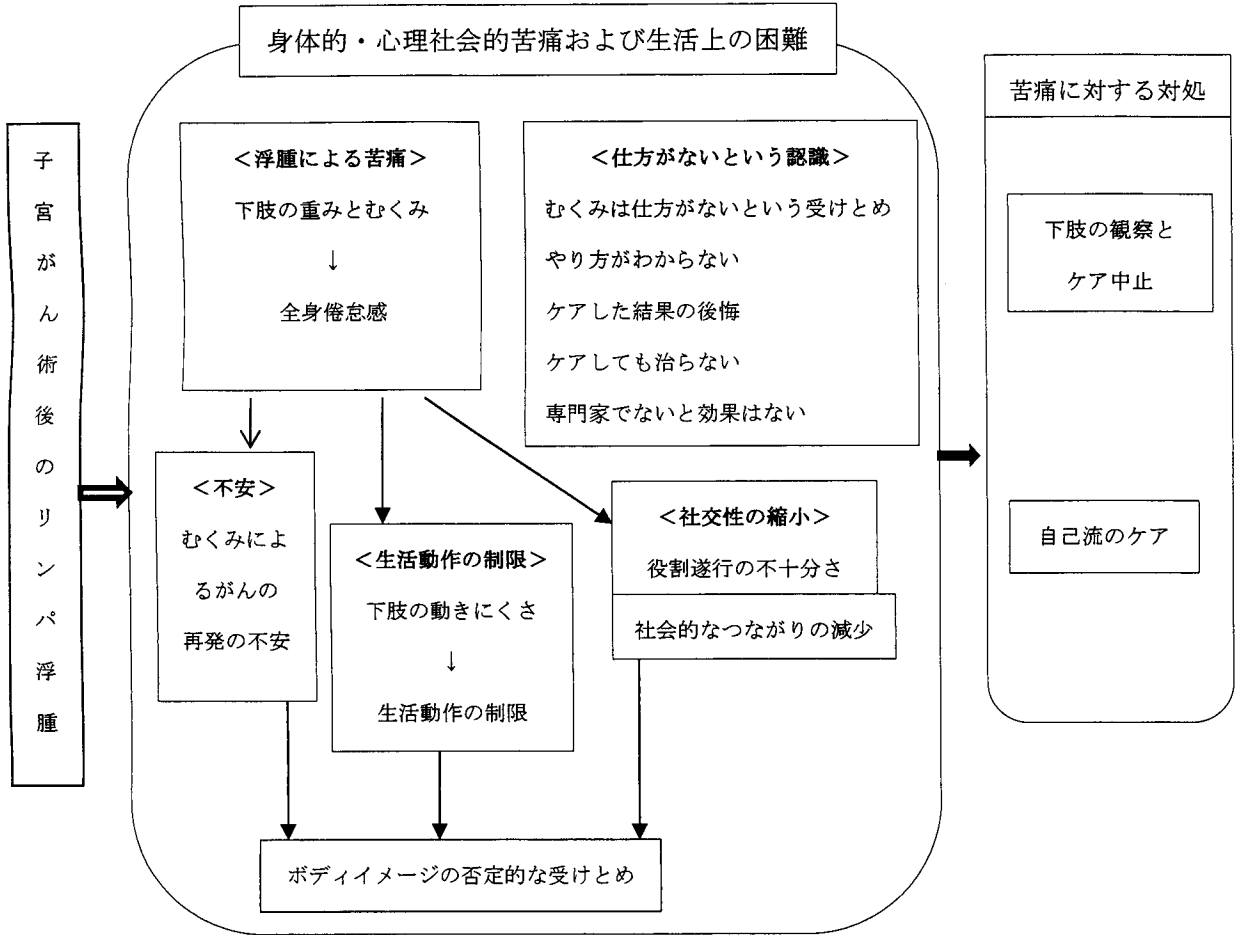 身体的・心理社会的苦痛および生活上の困難
子宮がん術後のリンパ浮腫
＜浮腫による苦痛＞
下肢の重みとむくみ
↓
全身倦怠感
＜仕方がないという認識＞
むくみは仕方がないという受けとめ
やり方がわからない
ケアした結果の後悔
ケアしても治らない
専門家でないと効果はない
＜不安＞
むくみによ
るがんの
再発の不安
＜生活動作の制限＞
下肢の動きにくさ
↓
生活動作の制限
＜社交性の縮小＞
役割遂行の不十分さ
社会的なつながりの減少
ボディイメージの否定的な受けとめ
苦痛に対する対処
下肢の観察と
ケア中止
自己流のケア